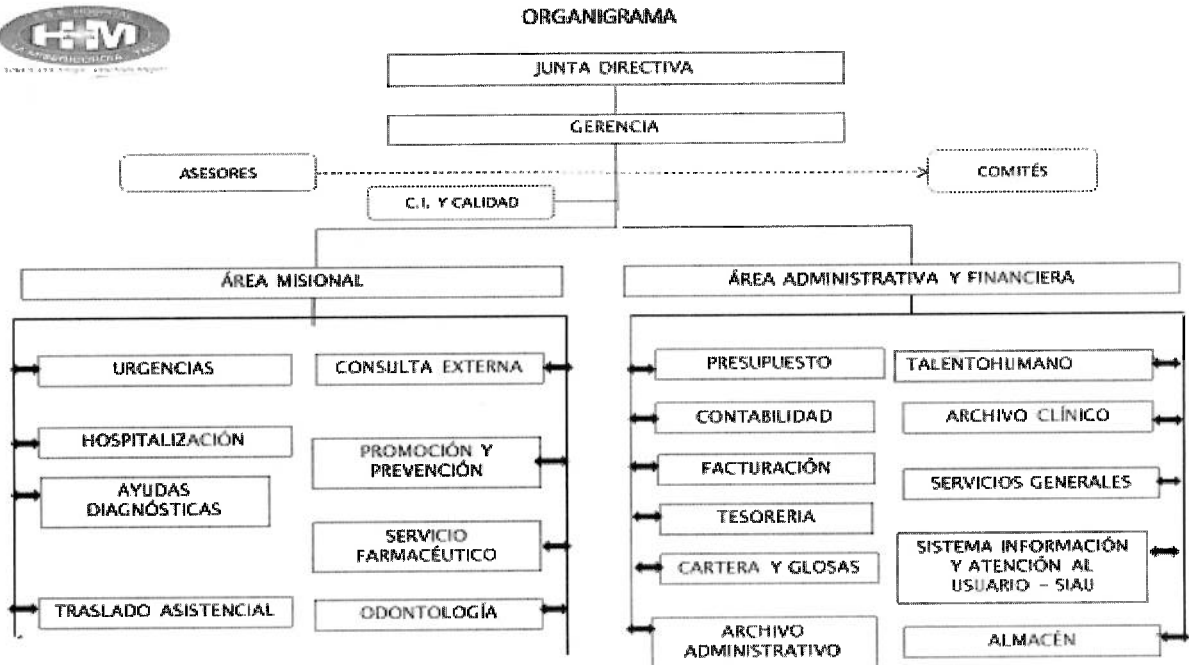 ORGANIGRAMA
H+M
JUNTA DIRECTIVA
GERENCIA
ASESORES
COMITÉS
C.I. Y CALIDAD
ÁREA MISIONAL
URGENCIAS
CONSULTA EXTERNA
HOSPITALIZACIÓN
PROMOCIÓN Y
PREVENCIÓN
AYUDAS
DIAGNÓSTICAS
SERVICIO
FARMACÉUTICO
TRASLADO ASISTENCIAL
ODONTOLOGÍA
ÁREA ADMINISTRATIVA Y FINANCIERA
PRESUPUESTO
TALENTOHUMANO
CONTABILIDAD
ARCHIVO CLÍNICO
FACTURACIÓN
SERVICIOS GENERALES
TESORERIA
CARTERA Y GLOSAS
SISTEMA INFORMACIÓN
Y ATENCIÓN AL
USUARIO – SIAU
ARCHIVO
ADMINISTRATIVO
ALMACÉN